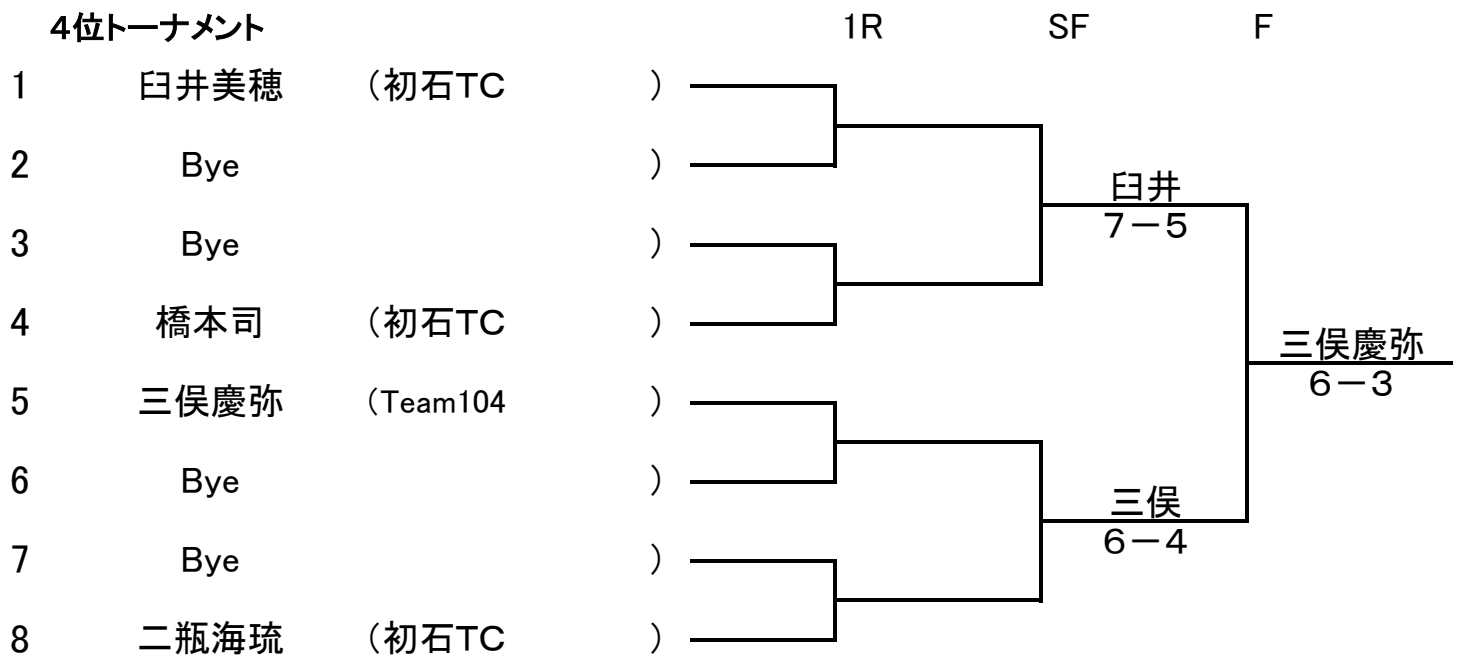 ４位トーナメント 1R SF F
1 臼井美穂 （初石TC ）
2 Bye ）
臼井
7－5
3 Bye ）
4 橋本司 （初石TC ）
三俣慶弥
6－3
5 三俣慶弥 （Team104 ）
6 Bye ）
三俣
6－4
7 Bye ）
8 二瓶海琉 （初石TC ）